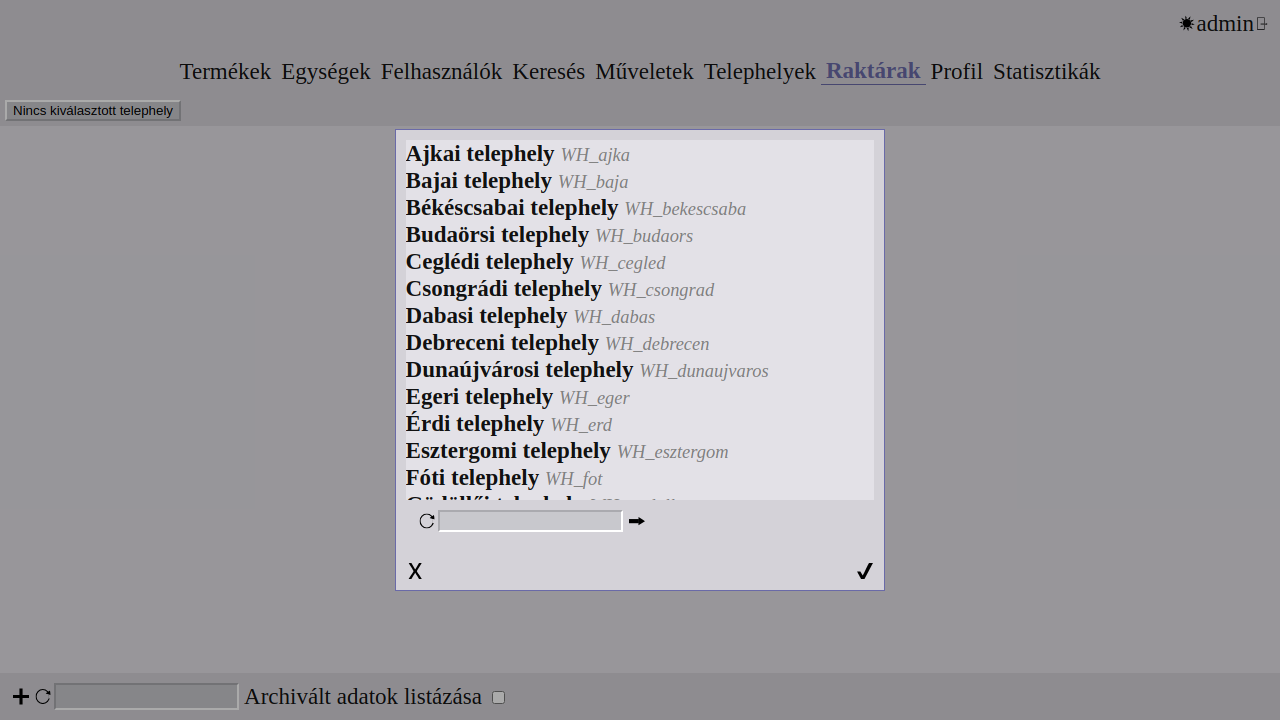 admin
Termékek Egységek Felhasználók Keresés Műveletek Telephelyek Raktárak Profil Statisztikák
Nincs kiválasztott telephely
Ajkai telephely WH_ajka
Bajai telephely WH_baja
Békéscsabai telephely WH_bekescsaba
Budaörsi telephely WH_budaors
Ceglédi telephely WH_cegled
Csongrádi telephely WH_csongrad
Dabasi telephely WH_dabas
Debreceni telephely WH_debrecen
Dunaújvárosi telephely WH_dunaujvaros
Egeri telephely WH_eger
Érdi telephely WH_erd
Esztergomi telephely WH_esztergom
Fóti telephely WH_fot
X
Archivált adatok listázása